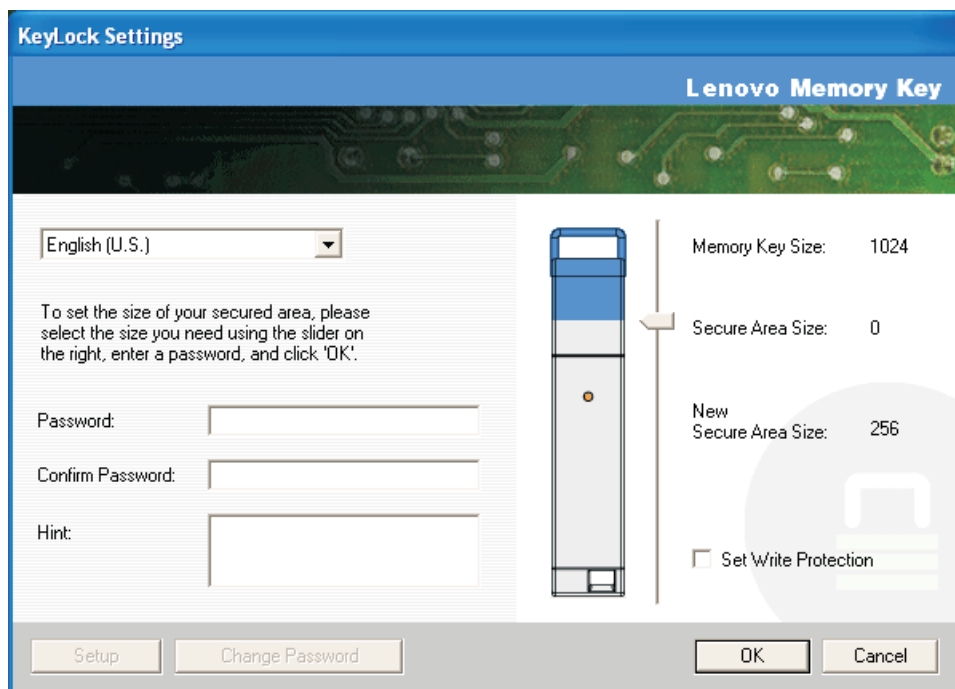 KeyLock Settings
Lenovo Memory Key
English (U.S.)
To set the size of your secured area, please
select the size you need using the slider on
the right, enter a password, and click 'OK'.
Password:
Confirm Password:
Hint:
Memory Key Size: 1024
Secure Area Size: 0
New
Secure Area Size: 256
Set Write Protection
Setup
Change Password
OK
Cancel